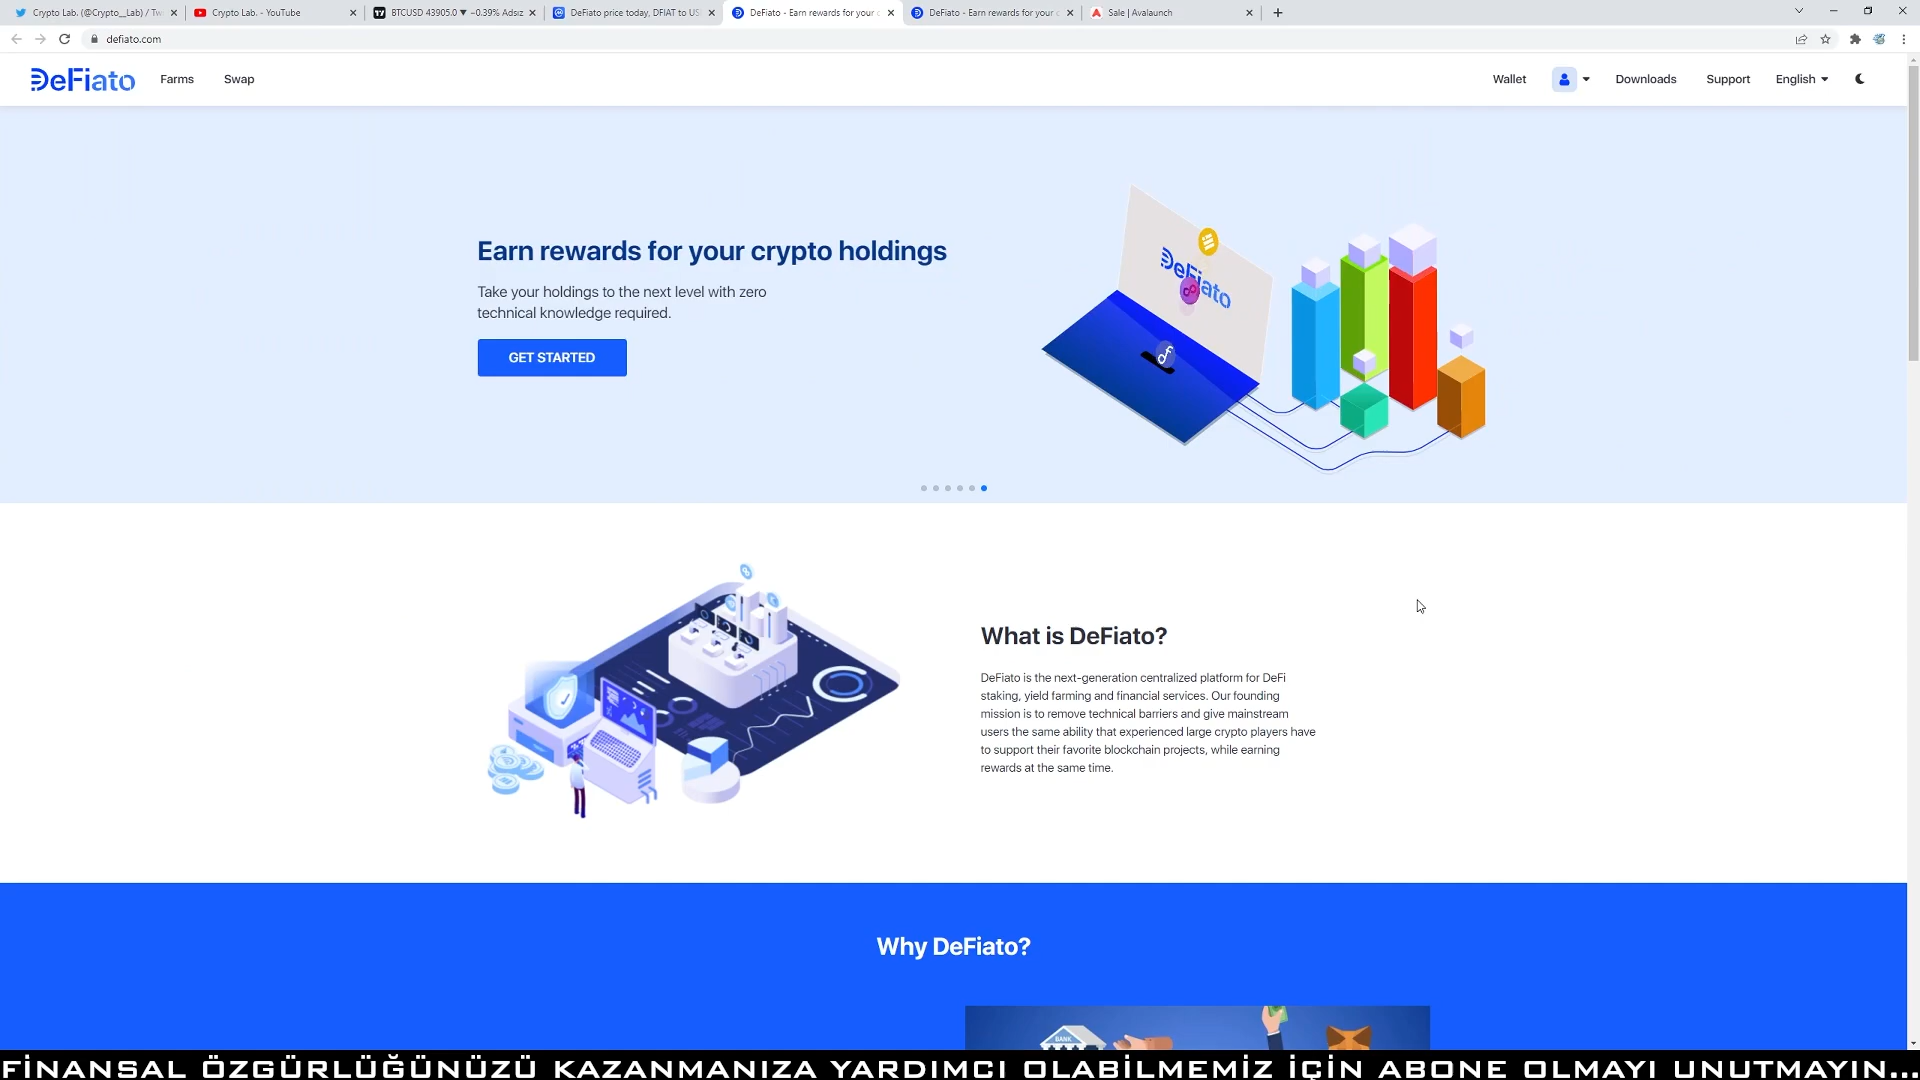 Crypto Lab. (@Crypto__Lab) / Tw
Crypto Lab. - YouTube
BTCUSD 43905.0 ▼ −0.39% Adsız
DeFiato price today, DFIAT to US
DeFiato - Earn rewards for your c
DeFiato - Earn rewards for your c
Sale | Avalaunch
defiato.com
DeFiato
Farms
Swap
Wallet
Downloads
Support
English
Earn rewards for your crypto holdings
Take your holdings to the next level with zero
technical knowledge required.
GET STARTED
DeFiato
What is DeFiato?
DeFiato is the next-generation centralized platform for DeFi
staking, yield farming and financial services. Our founding
mission is to remove technical barriers and give mainstream
users the same ability that experienced large crypto players have
to support their favorite blockchain projects, while earning
rewards at the same time.
Why DeFiato?
BANK
FİNANSAL ÖZGÜRLÜĞÜNÜZÜ KAZANMANIZA YARDIMCI OLABİLMEMİZ İÇİN ABONE OLMAYI UNUTMAYIN...